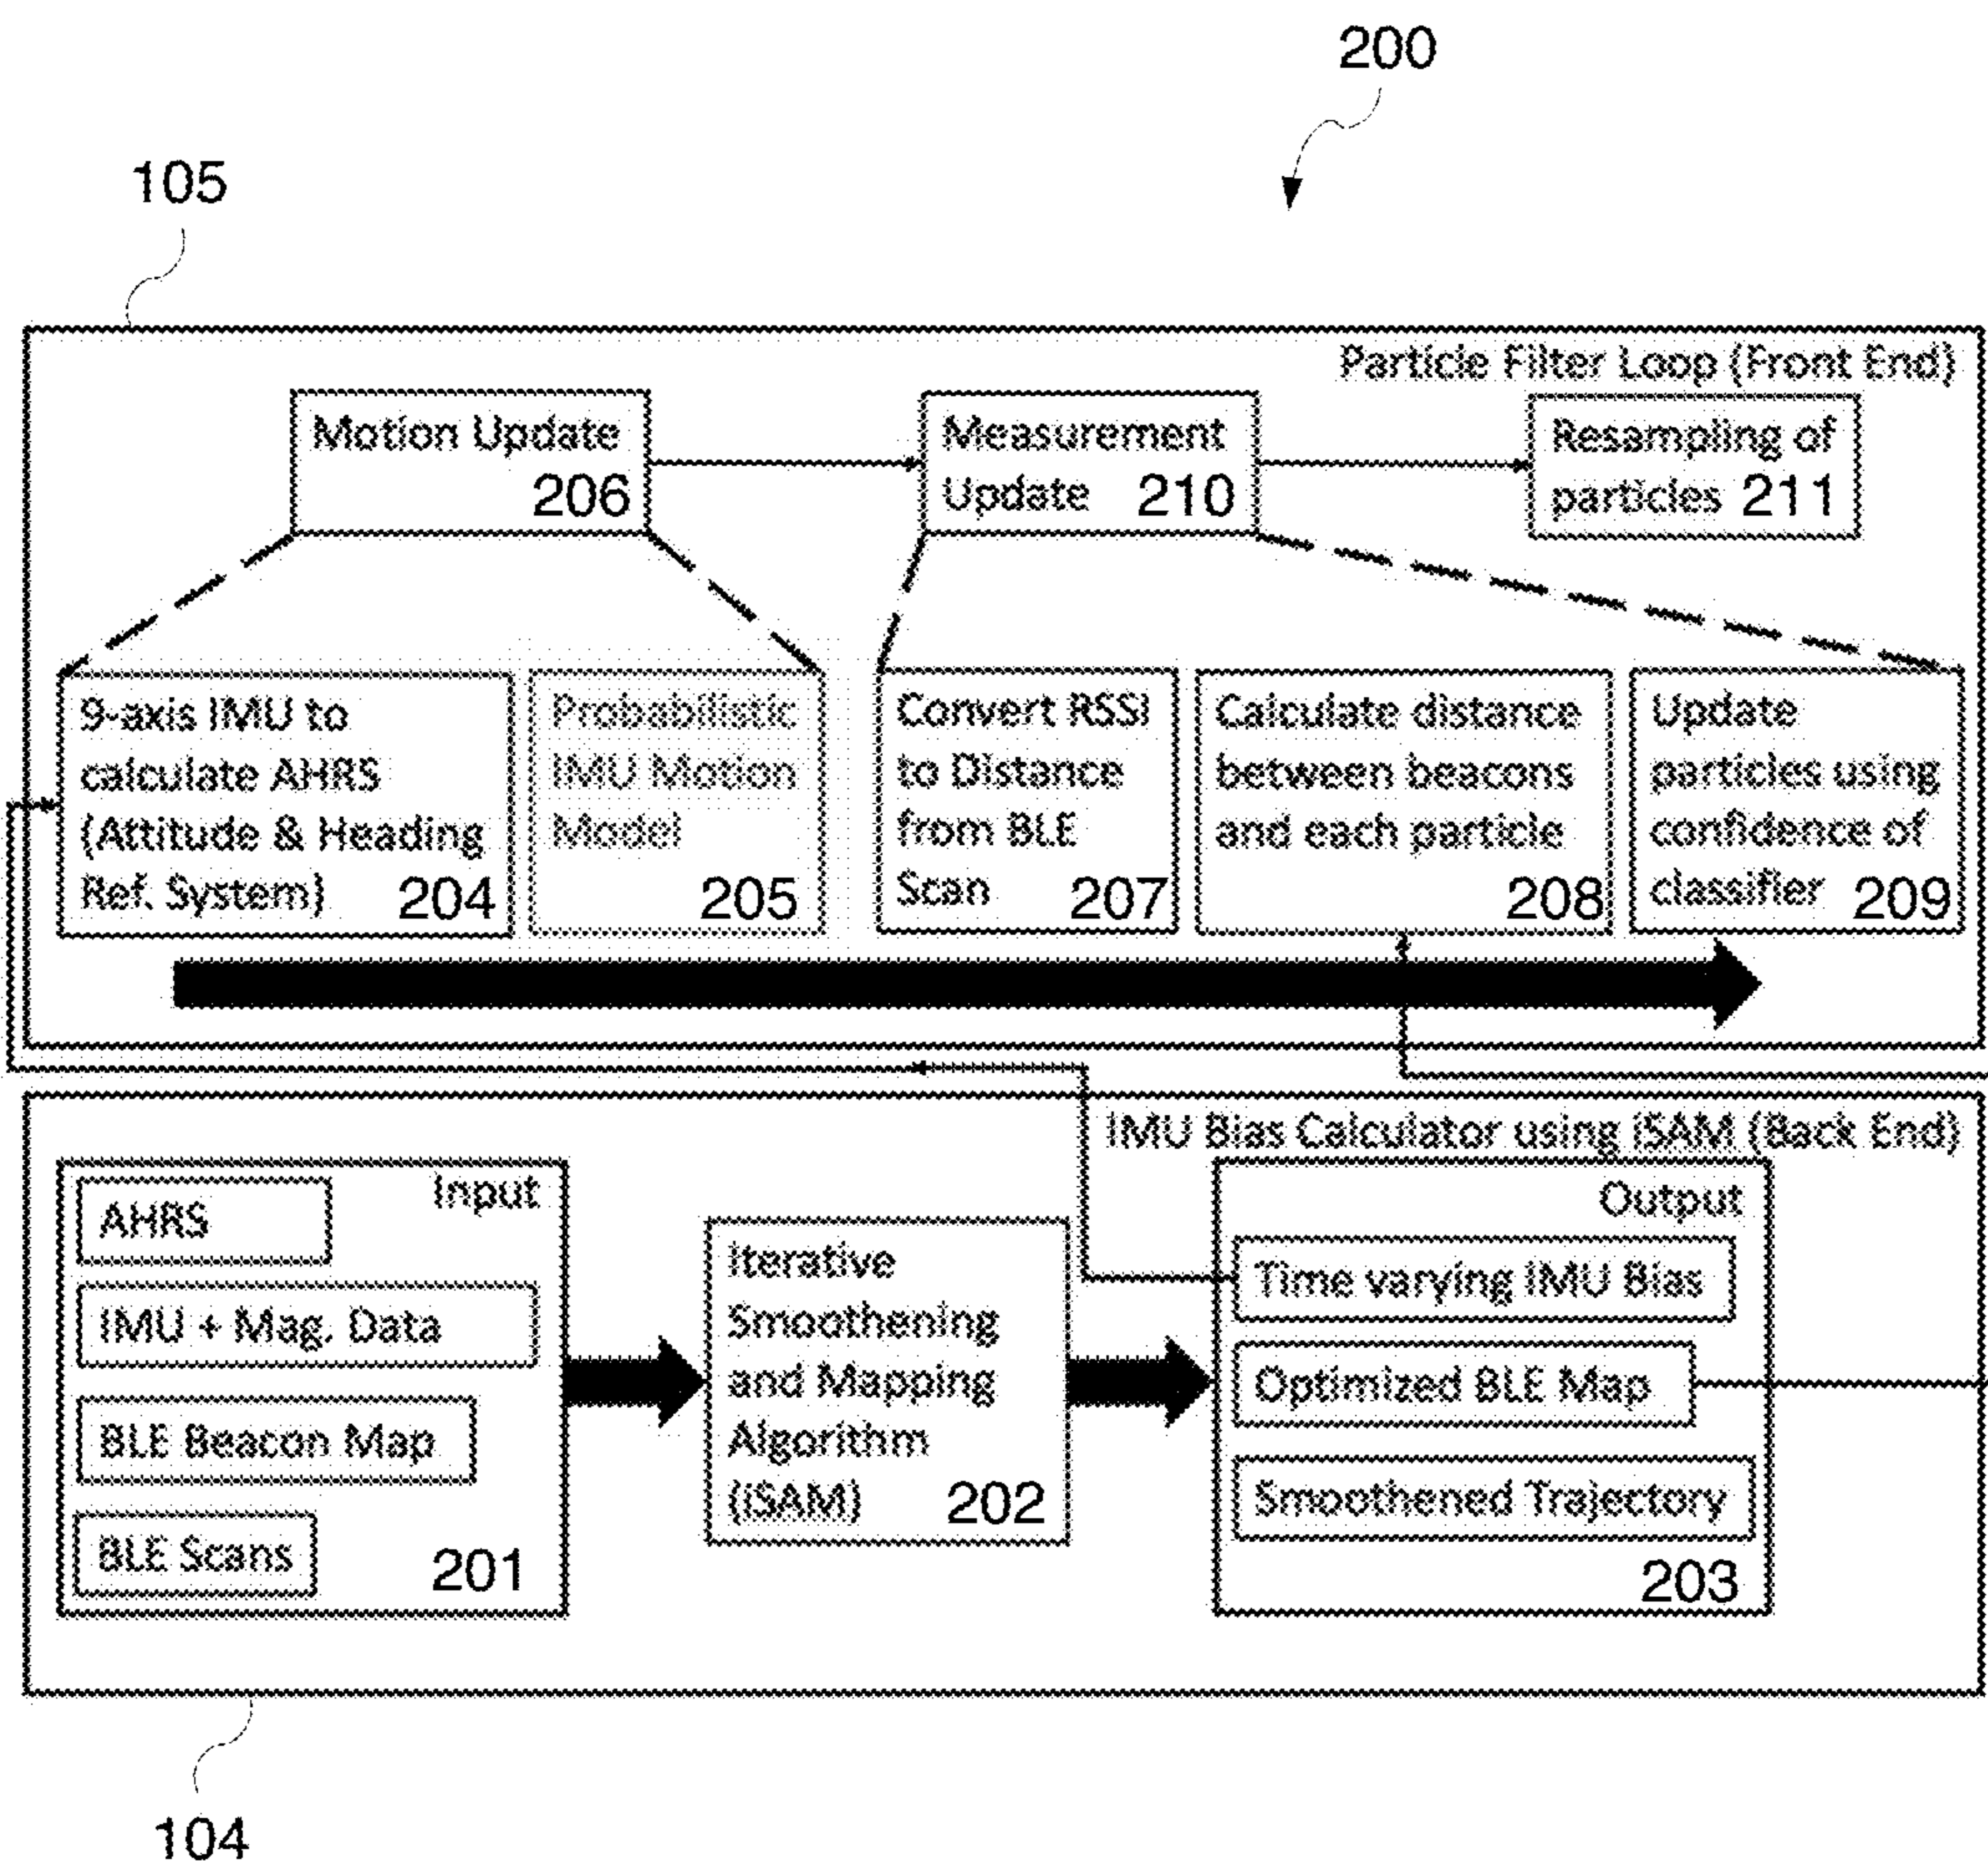 200
105
Particle Filter Loop (Front End)
Motion Update
206
Measurement
Update 210
Resampling of
particles 211
9-axis IMU to
calculate AHRS
(Attitude & Heading
Ref. System) 204
Probabilistic
IMU Motion
Model
205
Convert RSSI
to Distance
from BLE
Scan 207
Calculate distance
between beacons
and each particle
208
Update
particles using
confidence of
classifier 209
IMU Bias Calculator using iSAM (Back End)
Input
AHRS
IMU + Mag. Data
BLE Beacon Map
BLE Scans
201
Iterative
Smoothening
and Mapping
Algorithm
(iSAM) 202
Output
Time varying IMU Bias
Optimized BLE Map
Smoothened Trajectory
203
104